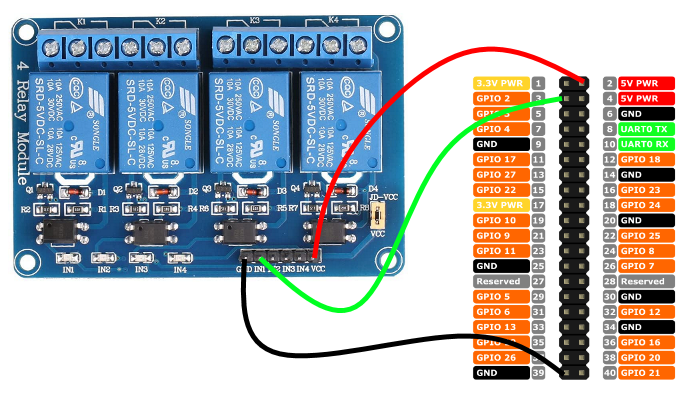 K1 K2 K3 K4
4 Relay Module
SONGLE
CQC
10A 250VAC 10A 125VAC
10A 30VDC 10A 28VDC
SRD-5VDC-SL-C
SONGLE
CQC
10A 250VAC 10A 125VAC
10A 30VDC 10A 28VDC
SRD-5VDC-SL-C
SONGLE
CQC
10A 250VAC 10A 125VAC
10A 30VDC 10A 28VDC
SRD-5VDC-SL-C
SONGLE
CQC
10A 250VAC 10A 125VAC
10A 30VDC 10A 28VDC
SRD-5VDC-SL-C
Q1 D1 Q2 D2 Q3 D3 Q4 D4
JD-VCC
R2 R1 R3 R4 R6 R5 R7 R8
VCC
IN1 IN2 IN3 IN4
GND IN1 IN2 IN3 IN4 VCC
3.3V PWR 1 2 5V PWR
GPIO 2 4 5V PWR
5 6 GND
GPIO 4 7 8 UART0 TX
GND 9 10 UART0 RX
GPIO 17 11 12 GPIO 18
GPIO 27 13 14 GND
GPIO 22 15 16 GPIO 23
3.3V PWR 17 18 GPIO 24
GPIO 10 19 20 GND
GPIO 9 21 22 GPIO 25
GPIO 11 23 24 GPIO 8
GND 25 26 GPIO 7
Reserved 27 28 Reserved
GPIO 5 29 30 GND
GPIO 6 31 32 GPIO 12
GPIO 13 33 34 GND
35 36 GPIO 16
GPIO 26 38 GPIO 20
GND 39 40 GPIO 21